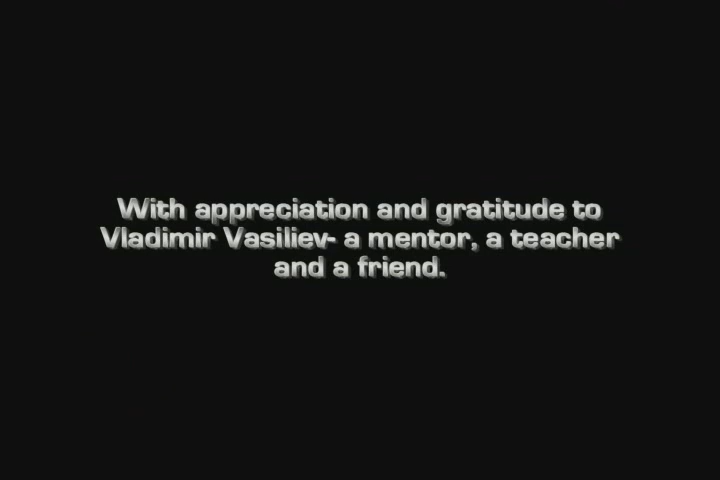 With appreciation and gratitude to
Vladimir Vasiliev- a mentor, a teacher
and a friend.